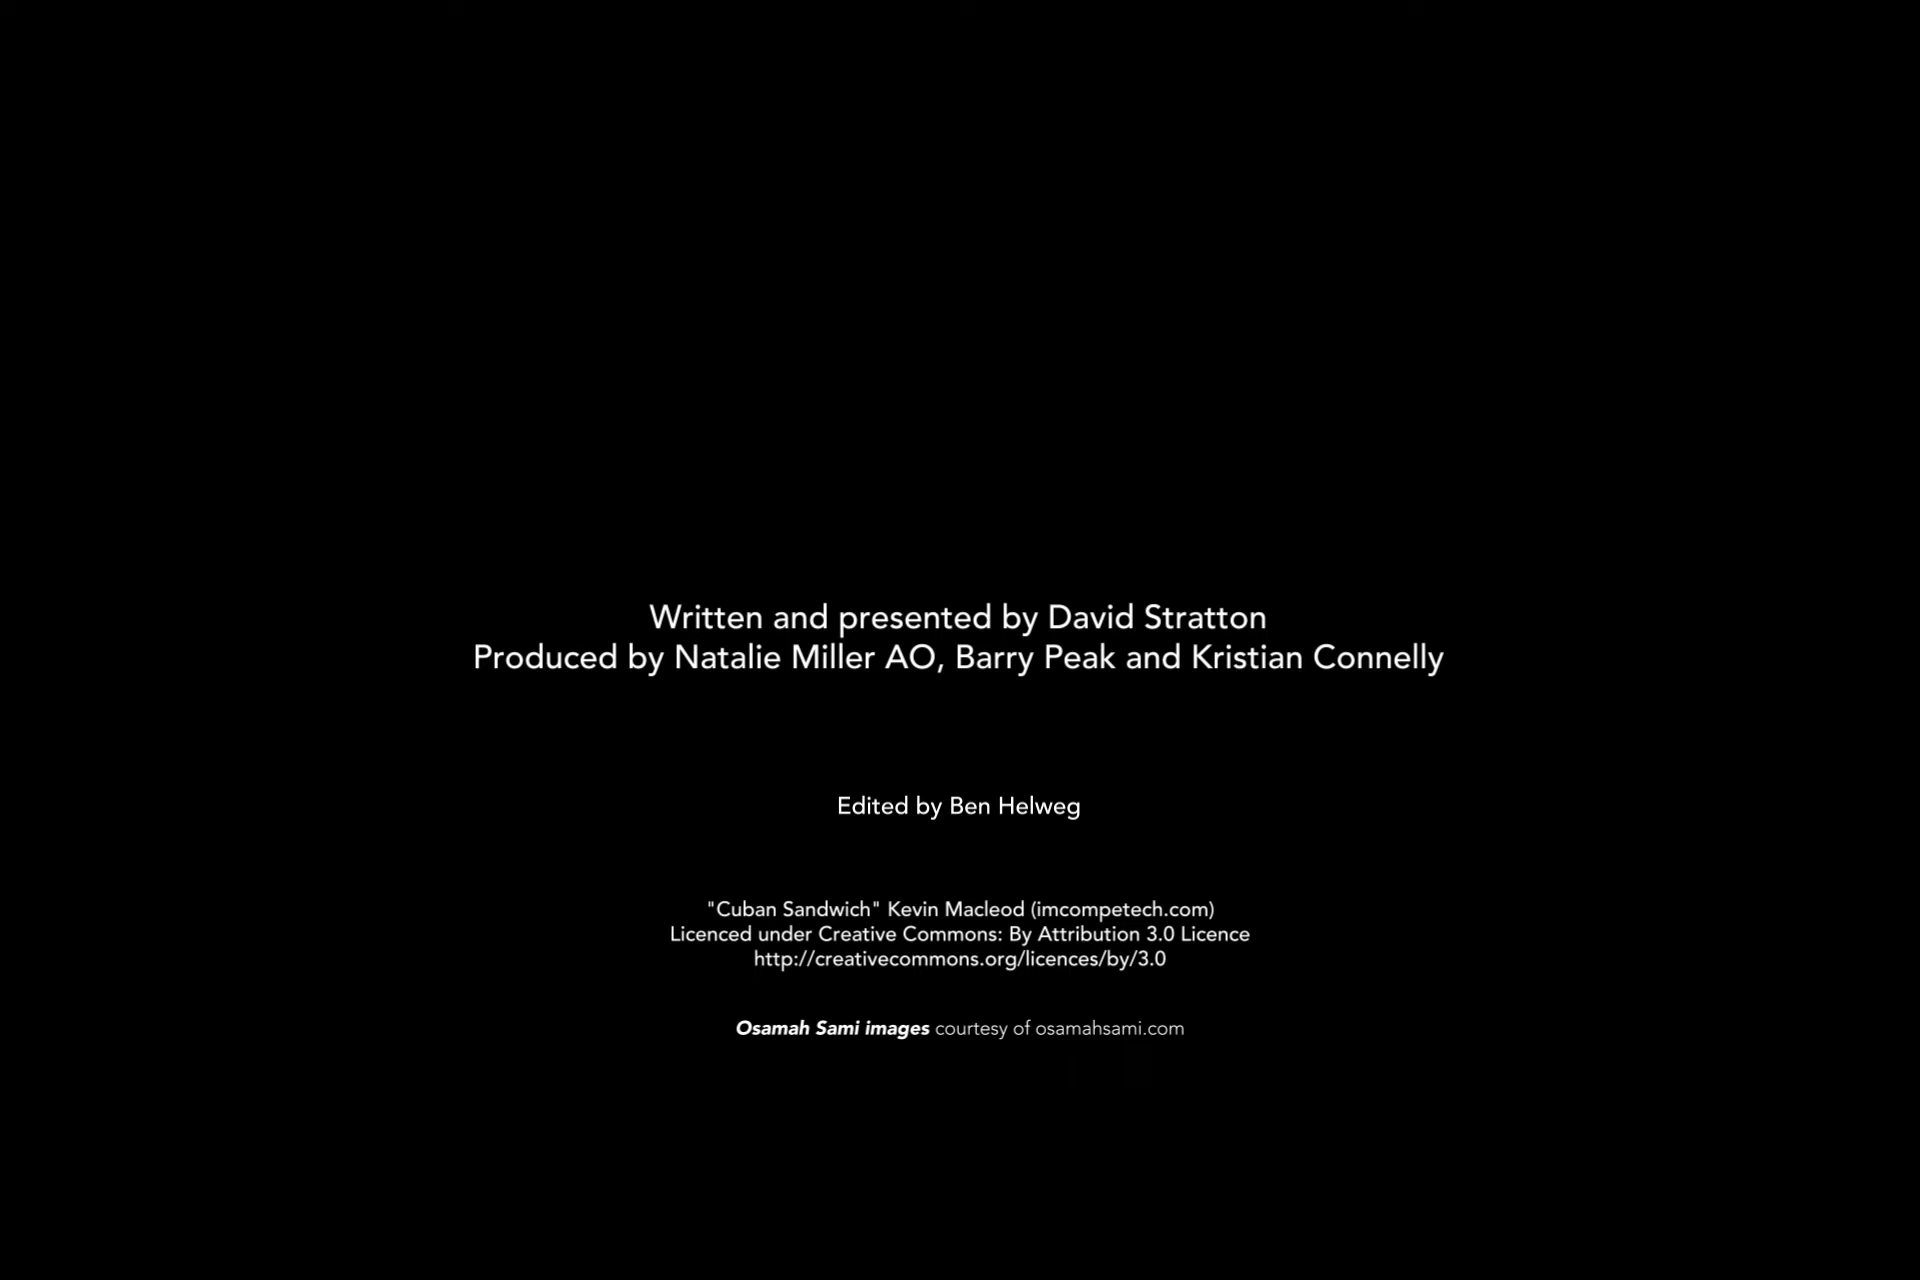 Written and presented by David Stratton
Produced by Natalie Miller AO, Barry Peak and Kristian Connelly
Edited by Ben Helweg
"Cuban Sandwich" Kevin Macleod (imcompetech.com)
Licenced under Creative Commons: By Attribution 3.0 Licence
http://creativecommons.org/licences/by/3.0
Osamah Sami images courtesy of osamahsami.com